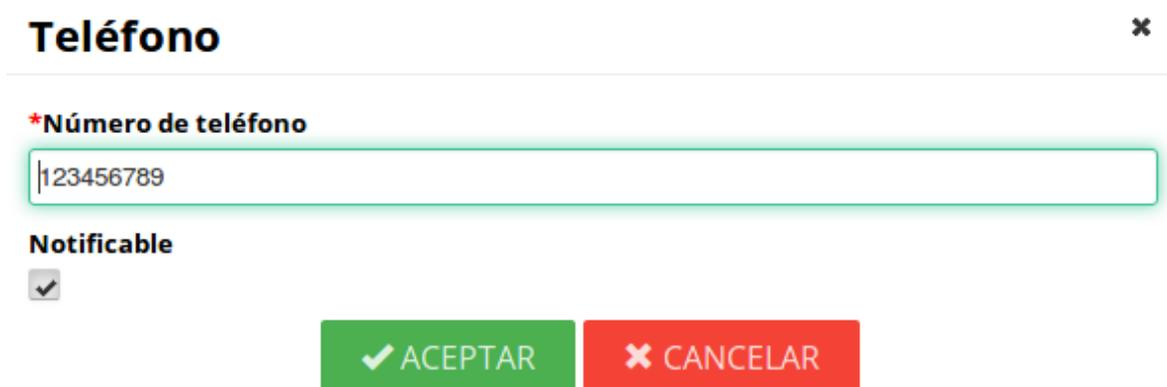 Teléfono
*Número de teléfono
123456789
Notificable
ACEPTAR CANCELAR